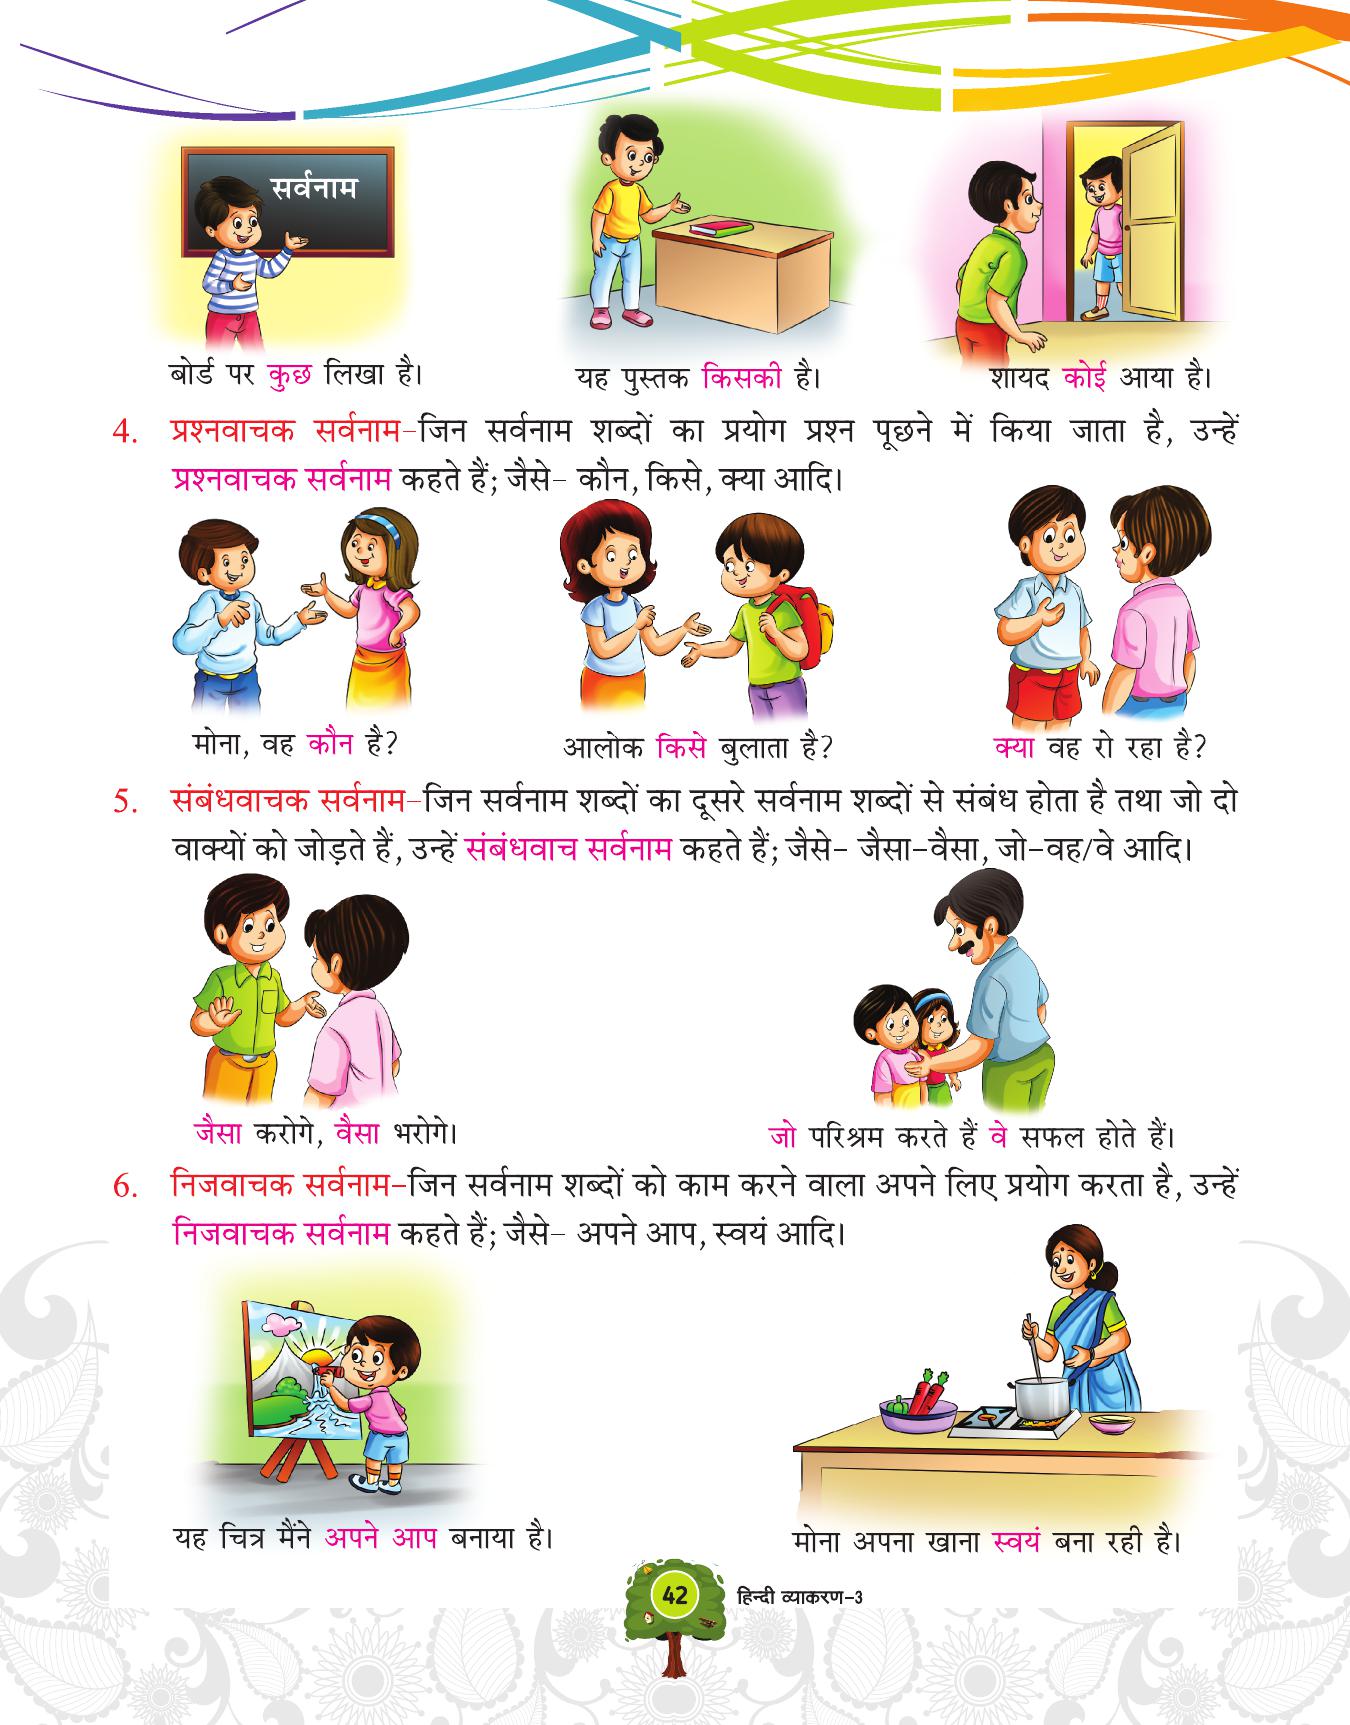 सर्वनाम
बोर्ड पर कुछ लिखा है।
यह पुस्तक किसकी है।
शायद कोई आया है।
4. प्रश्नवाचक सर्वनाम–जिन सर्वनाम शब्दों का प्रयोग प्रश्न पूछने में किया जाता है, उन्हें
प्रश्नवाचक सर्वनाम कहते हैं; जैसे– कौन, किसे, क्या आदि।
मोना, वह कौन है?
आलोक किसे बुलाता है?
क्या वह रो रहा है?
5. संबंधवाचक सर्वनाम–जिन सर्वनाम शब्दों का दूसरे सर्वनाम शब्दों से संबंध होता है तथा जो दो
वाक्यों को जोड़ते हैं, उन्हें संबंधवाच सर्वनाम कहते हैं; जैसे– जैसा–वैसा, जो–वह/वे आदि।
जैसा करोगे, वैसा भरोगे।
जो परिश्रम करते हैं वे सफल होते हैं।
6. निजवाचक सर्वनाम–जिन सर्वनाम शब्दों को काम करने वाला अपने लिए प्रयोग करता है, उन्हें
निजवाचक सर्वनाम कहते हैं; जैसे– अपने आप, स्वयं आदि।
यह चित्र मैंने अपने आप बनाया है।
मोना अपना खाना स्वयं बना रही है।
42 हिन्दी व्याकरण–3